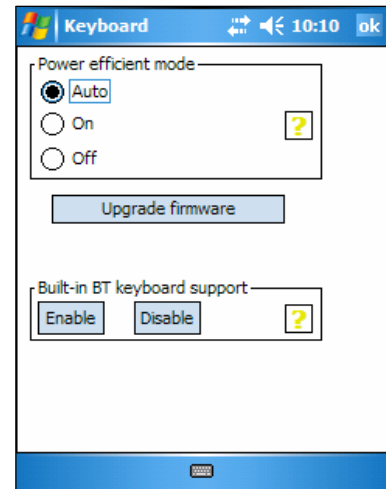 Keyboard 10:10 ok
Power efficient mode
Auto
On
?
Off
Upgrade firmware
Built-in BT keyboard support
Enable Disable ?